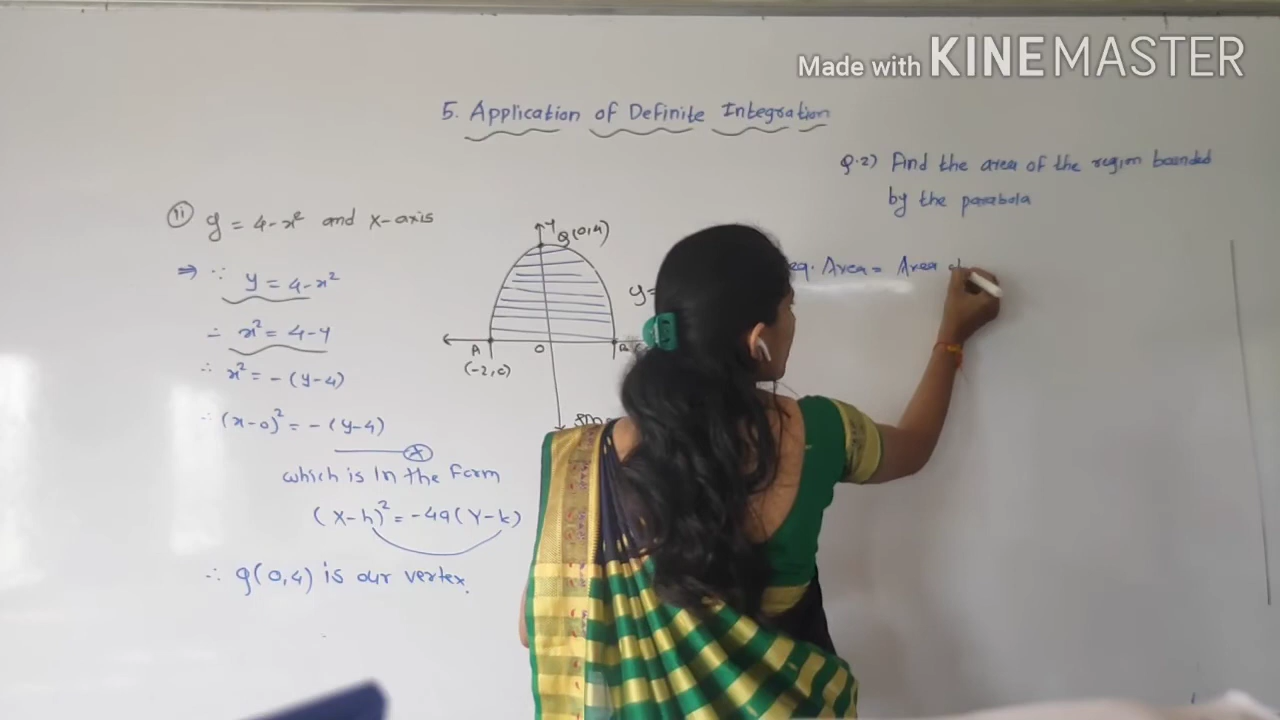 Made with KINEMASTER
5. Application of Definite Integration
Q.2) Find the area of the region bounded
by the parabola
ii) y = 4-x² and x-axis
⇒ ∵ y = 4-x²
∴ x² = 4-y
∴ x² = -(y-4)
∴ (x-0)² = -(y-4)
x
which is in the form
(x-h)² = -4a(y-k)
∴ Q(0,4) is our vertex.
Y
Q(0,4)
y=
A
O
B
(-2,0)
eq. Area = Area